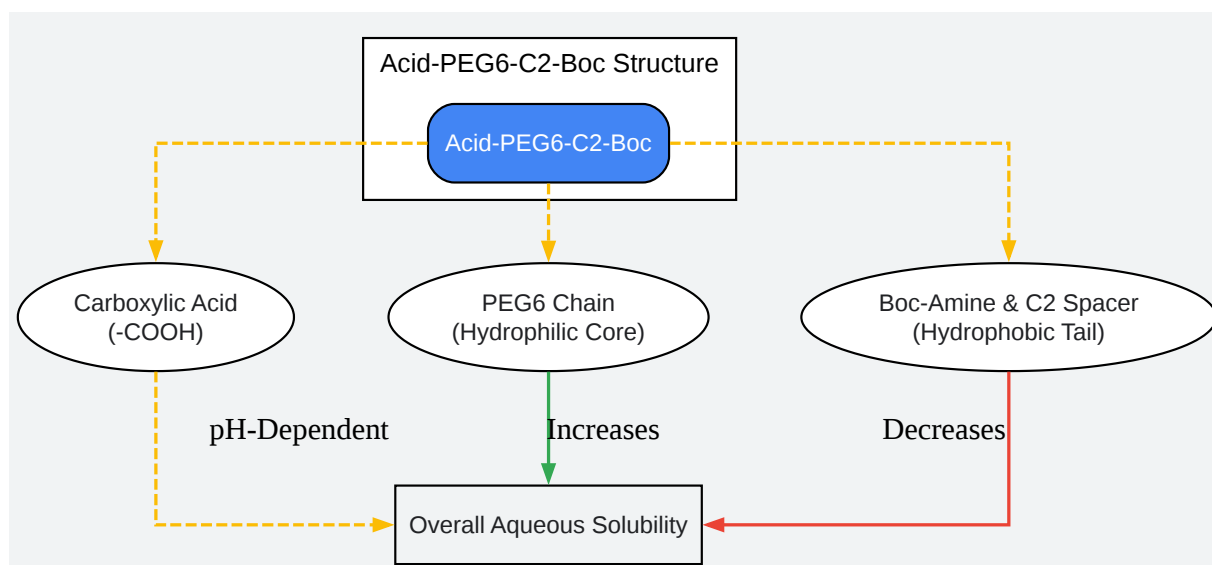 Acid-PEG6-C2-Boc Structure
Acid-PEG6-C2-Boc
Carboxylic Acid
(-COOH)
PEG6 Chain
(Hydrophilic Core)
Boc-Amine & C2 Spacer
(Hydrophobic Tail)
pH-Dependent
Increases
Decreases
Overall Aqueous Solubility